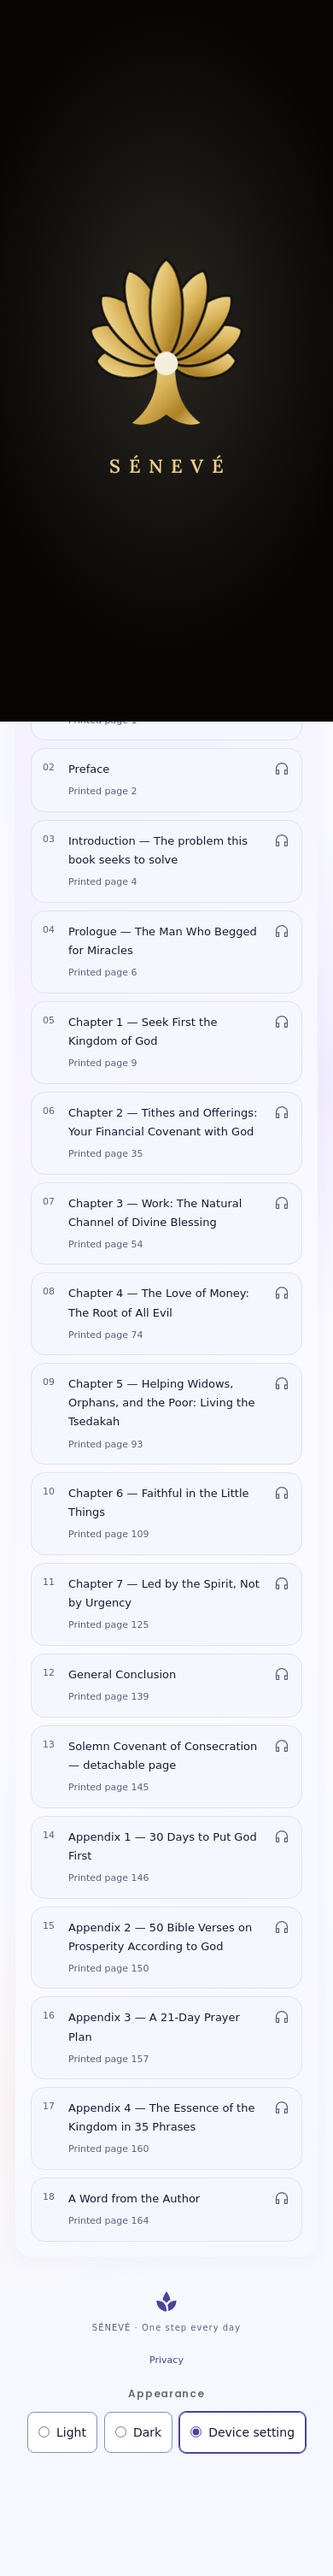 SÉNEVÉ
Printed page 1
02
Preface
Printed page 2
03
Introduction — The problem this
book seeks to solve
Printed page 4
04
Prologue — The Man Who Begged
for Miracles
Printed page 6
05
Chapter 1 — Seek First the
Kingdom of God
Printed page 9
06
Chapter 2 — Tithes and Offerings:
Your Financial Covenant with God
Printed page 35
07
Chapter 3 — Work: The Natural
Channel of Divine Blessing
Printed page 54
08
Chapter 4 — The Love of Money:
The Root of All Evil
Printed page 74
09
Chapter 5 — Helping Widows,
Orphans, and the Poor: Living the
Tsedakah
Printed page 93
10
Chapter 6 — Faithful in the Little
Things
Printed page 109
11
Chapter 7 — Led by the Spirit, Not
by Urgency
Printed page 125
12
General Conclusion
Printed page 139
13
Solemn Covenant of Consecration
— detachable page
Printed page 145
14
Appendix 1 — 30 Days to Put God
First
Printed page 146
15
Appendix 2 — 50 Bible Verses on
Prosperity According to God
Printed page 150
16
Appendix 3 — A 21-Day Prayer
Plan
Printed page 157
17
Appendix 4 — The Essence of the
Kingdom in 35 Phrases
Printed page 160
18
A Word from the Author
Printed page 164
SÉNEVÉ · One step every day
Privacy
Appearance
Light
Dark
Device setting